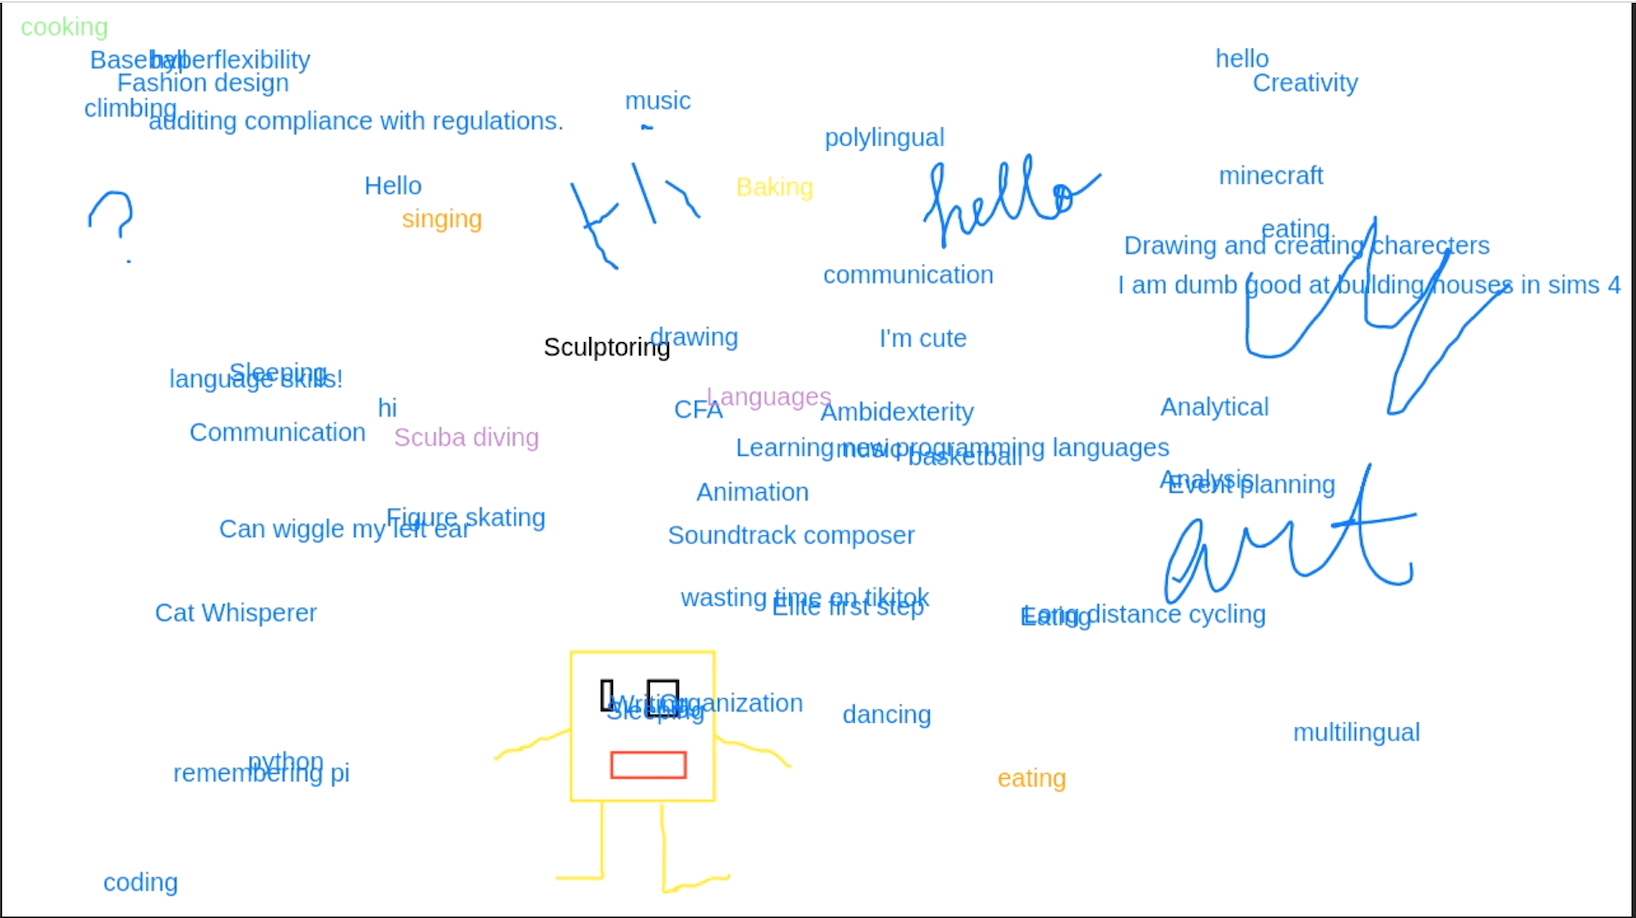 cooking
Baseball
hyperflexibility
hello
Fashion design
Creativity
climbing
music
auditing compliance with regulations.
polylingual
minecraft
Hello
Baking
hello
singing
?
eating
Drawing and creating charecters
communication
I am dumb good at building houses in sims 4
drawing
I'm cute
Sculptoring
Sleeping
language skills!
Languages
hi
CFA
Ambidexterity
Analytical
Communication
Scuba diving
Learning new programming languages
music
basketball
Analysis
Event planning
Animation
Figure skating
Can wiggle my left ear
Soundtrack composer
art
wasting time on tikitok
Elite first step
Cat Whisperer
Long distance cycling
Eating
Writing
Organization
Sleeping
dancing
multilingual
python
remembering pi
eating
coding